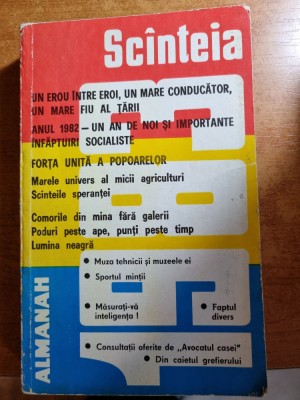 Scînteia
UN EROU ÎNTRE EROI, UN MARE CONDUCĂTOR,
UN MARE FIU AL ȚĂRII
ANUL 1982 — UN AN DE NOI ȘI IMPORTANTE
ÎNFĂPTUIRI SOCIALISTE
FORȚA UNITĂ A POPOARELOR
Marele univers al micii agriculturi
Scînteile speranței
Comorile din mina fără galerii
Poduri peste ape, punți peste timp
Lumina neagră
• Muza tehnicii și muzeele ei
• Sportul minții
• Măsurați-vă inteligența !
• Faptul divers
• Consultații oferite de „Avocatul casei"
• Din caietul grefierului
ALMANAH
1983